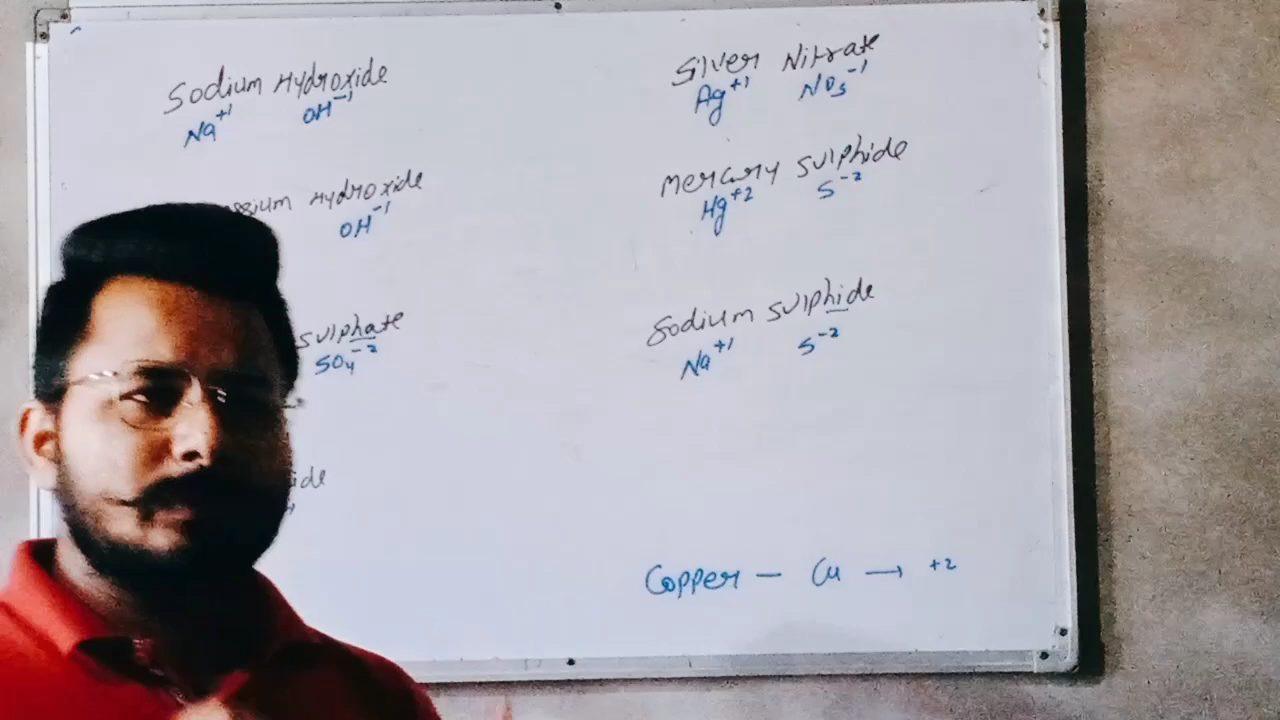 Sodium Hydroxide
Na+1 OH-1
Hydroxide
OH-1
sulphate
SO4-2
ide
Silver Nitrate
Ag+1 NO3-1
Mercury sulphide
Hg+2 S-2
Sodium sulphide
Na+1 S-2
Copper — Cu → +2